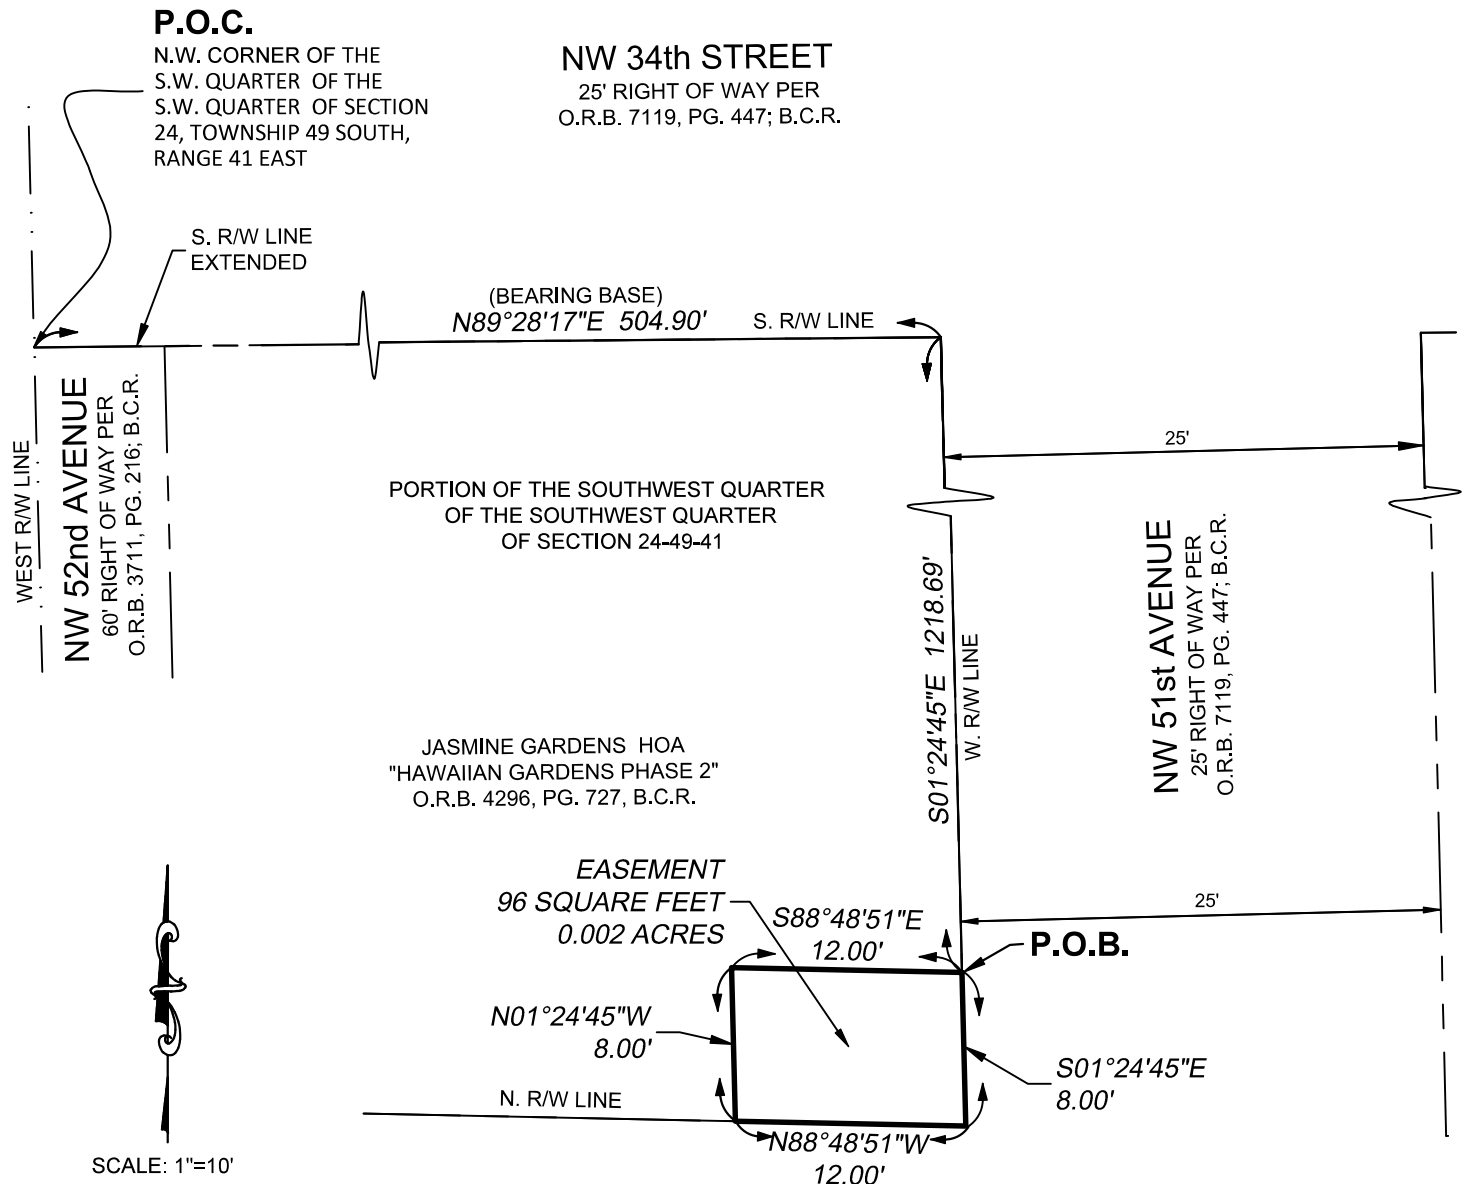 P.O.C.
N.W. CORNER OF THE
S.W. QUARTER OF THE
S.W. QUARTER OF SECTION
24, TOWNSHIP 49 SOUTH,
RANGE 41 EAST
NW 34th STREET
25' RIGHT OF WAY PER
O.R.B. 7119, PG. 447; B.C.R.
S. R/W LINE
EXTENDED
(BEARING BASE)
N89°28'17"E 504.90'
S. R/W LINE
WEST R/W LINE
NW 52nd AVENUE
60' RIGHT OF WAY PER
O.R.B. 3711, PG. 216; B.C.R.
25'
PORTION OF THE SOUTHWEST QUARTER
OF THE SOUTHWEST QUARTER
OF SECTION 24-49-41
S01°24'45"E 1218.69'
W. R/W LINE
NW 51st AVENUE
25' RIGHT OF WAY PER
O.R.B. 7119, PG. 447; B.C.R.
JASMINE GARDENS HOA
"HAWAIIAN GARDENS PHASE 2"
O.R.B. 4296, PG. 727, B.C.R.
EASEMENT
96 SQUARE FEET
0.002 ACRES
S88°48'51"E
12.00'
25'
P.O.B.
N01°24'45"W
8.00'
S01°24'45"E
8.00'
N. R/W LINE
N88°48'51"W
12.00'
SCALE: 1"=10'